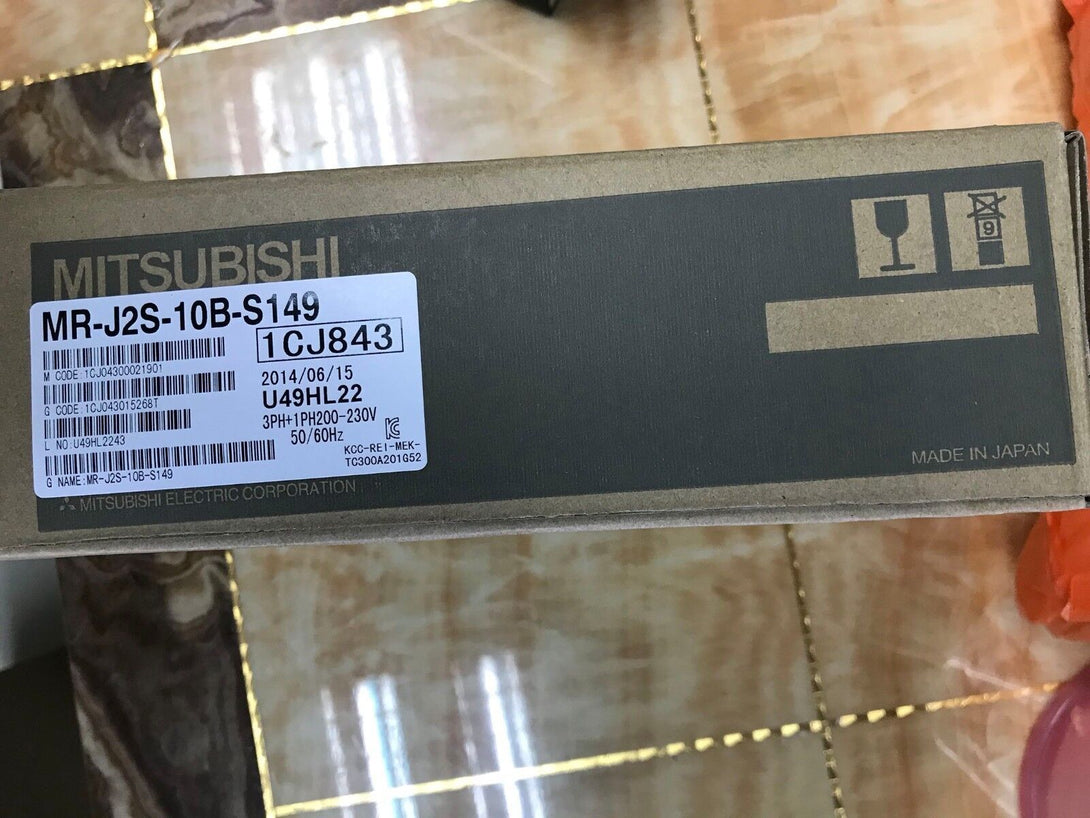 MITSUBISHI
MR-J2S-10B-S149
1CJ843
M CODE:1CJ04300021901
2014/06/15
G CODE:1CJ043015268T
U49HL22
3PH+1PH200-230V
50/60Hz
L NO:U49HL2243
KCC-REI-MEK-
TC300A201G52
G NAME:MR-J2S-10B-S149
MITSUBISHI ELECTRIC CORPORATION
9
MADE IN JAPAN